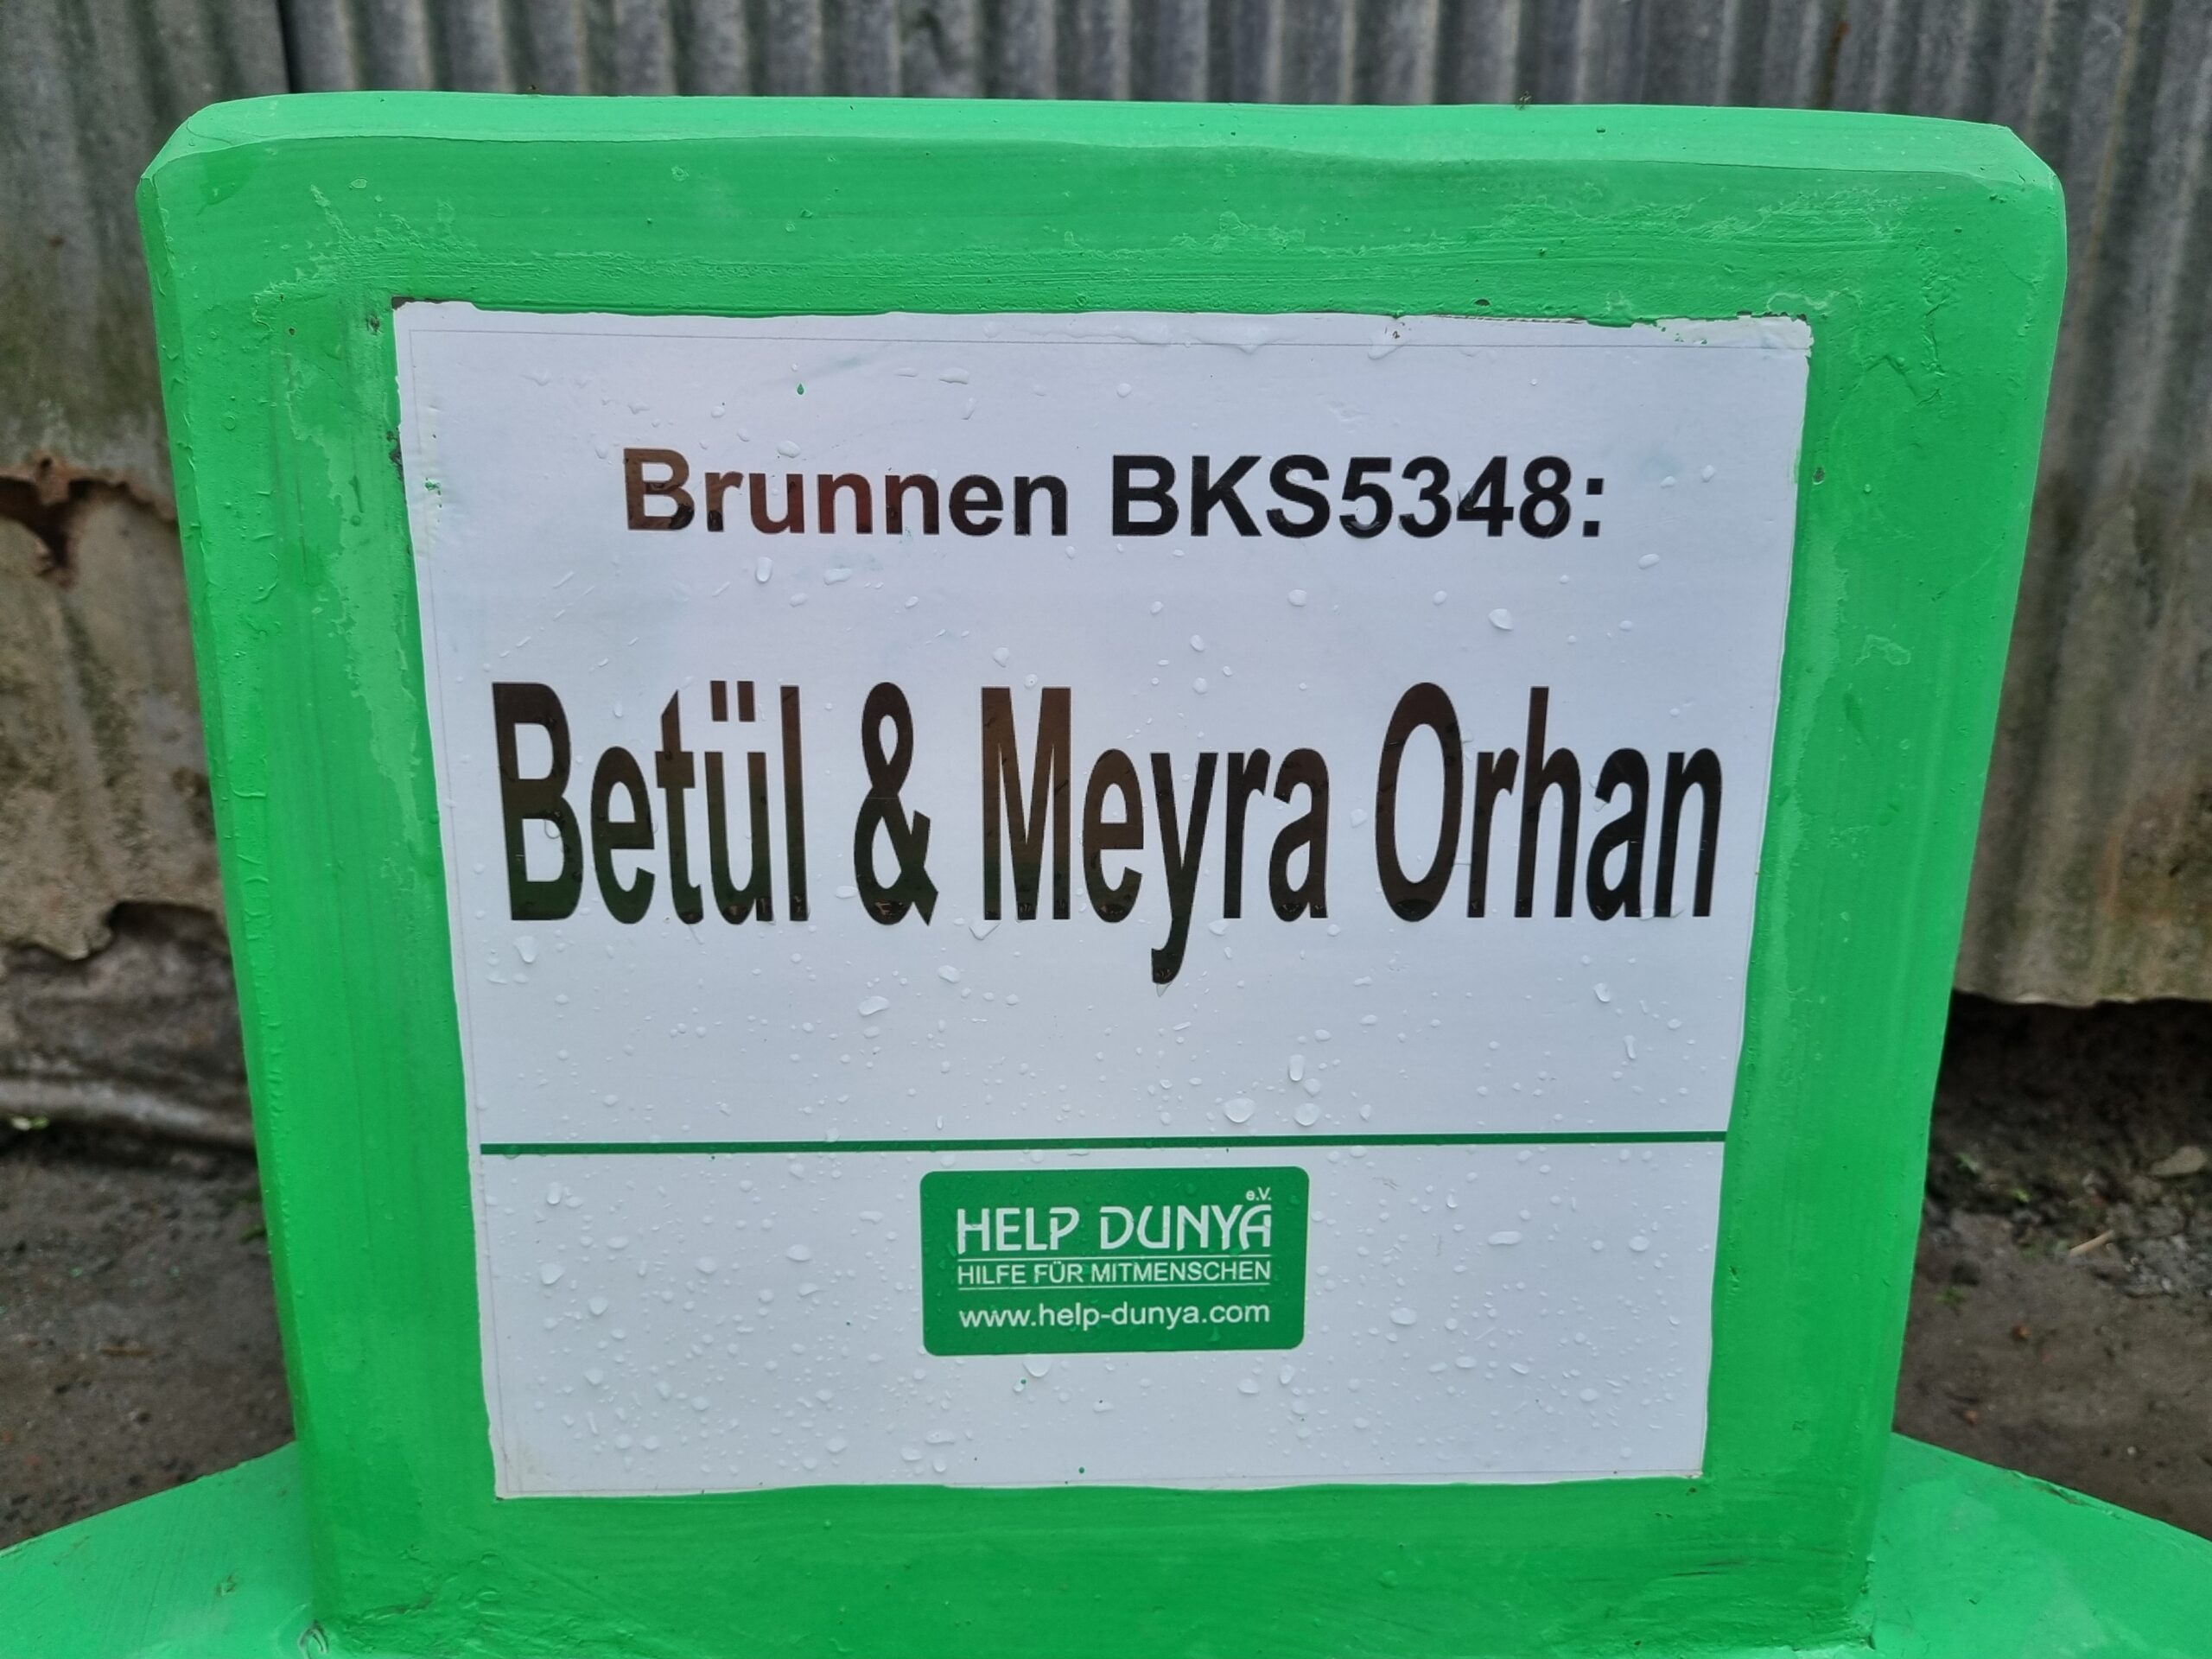 Brunnen BKS5348:
Betül & Meyra Orhan
e.V.
HELP DUNYA
HILFE FÜR MITMENSCHEN
www.help-dunya.com